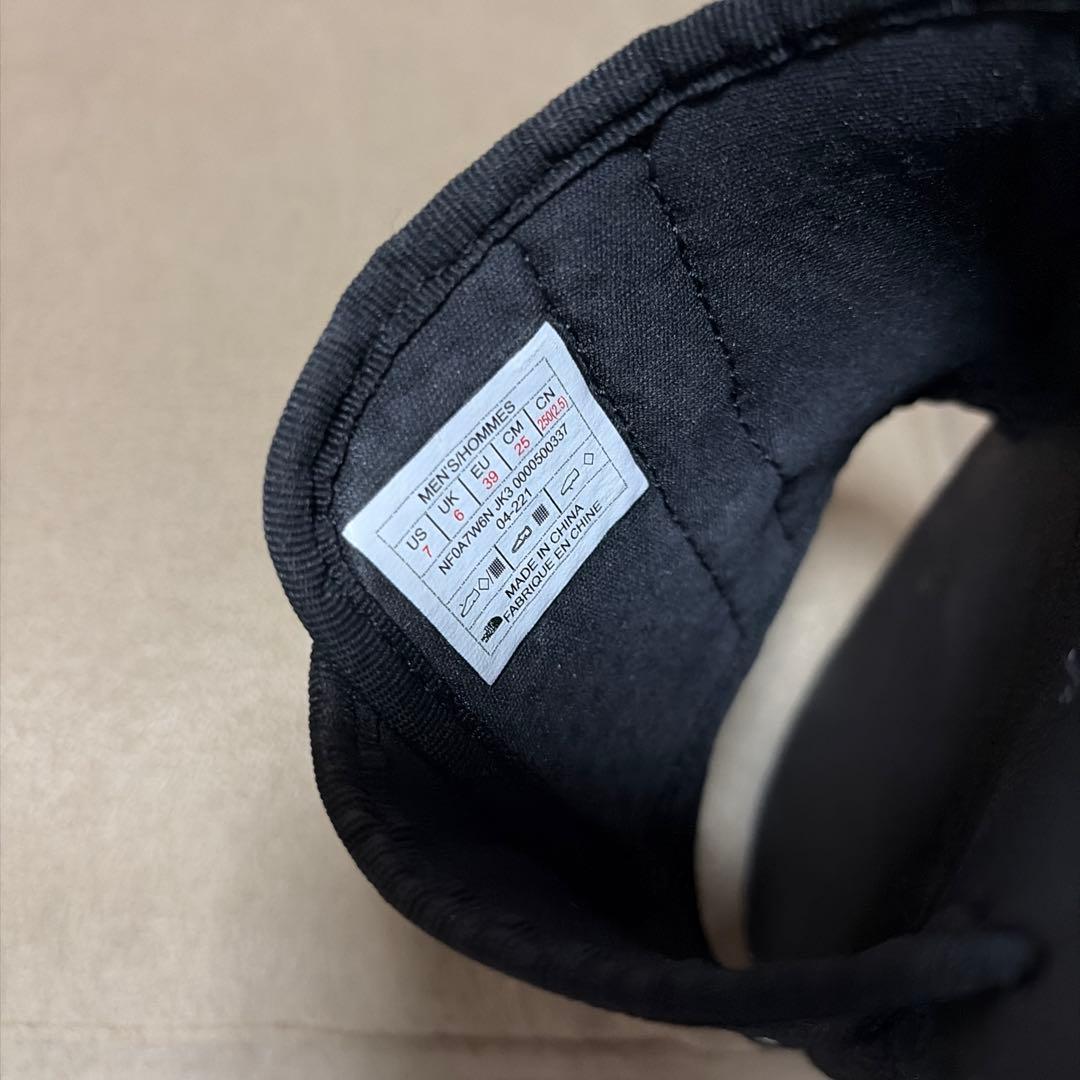 MEN'S/HOMMES
US UK EU CM CN
7 6 39 25 250(2.5)
NF0A7W6N JK3 0000500337
04-221
MADE IN CHINA
FABRIQUE EN CHINE